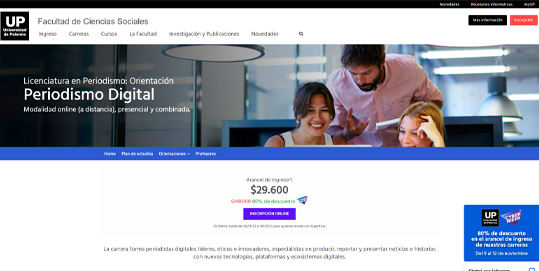 Novedades Reuniones informativas MyUP
UP
Universidad de Palermo
Facultad de Ciencias Sociales
Más información
Inscripción
Ingreso Carreras Cursos La Facultad Investigación y Publicaciones Novedades
Licenciatura en Periodismo: Orientación
Periodismo Digital
Modalidad online (a distancia), presencial y combinada.
Home Plan de estudios Orientaciones Profesores
Arancel de ingreso*:
$29.600
$148.000 80% de descuento
INSCRIPCIÓN ONLINE
UP
Universidad de Palermo
CYBER WEEK
80% de descuento
en el arancel de ingreso
de nuestras carreras
Del 9 al 12 de noviembre
La carrera forma periodistas digitales líderes, éticos e innovadores, especialistas en producir, reportar y presentar noticias e historias
con nuevas tecnologías, plataformas y ecosistemas digitales.